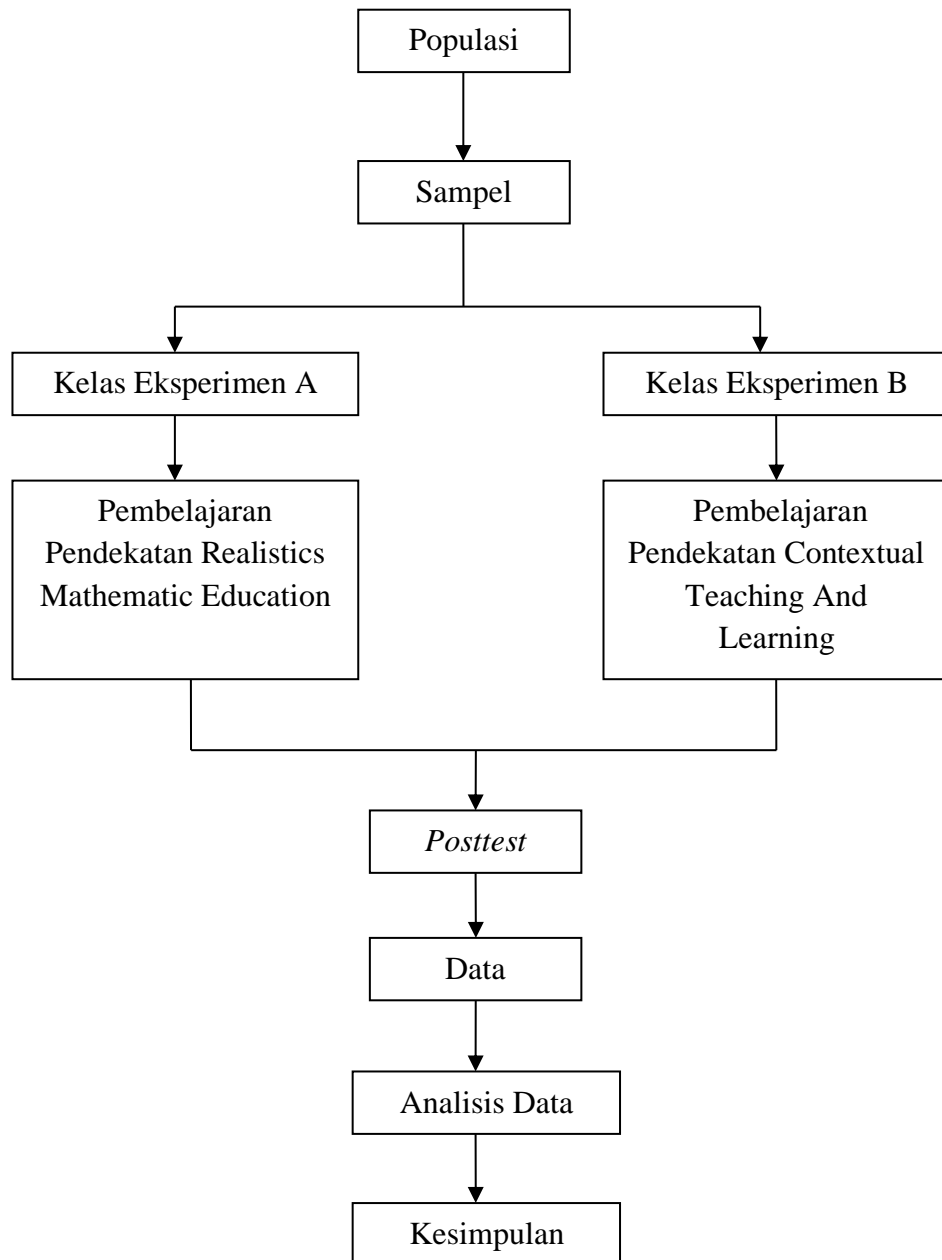 Populasi
Sampel
Kelas Eksperimen A
Kelas Eksperimen B
Pembelajaran
Pendekatan Realistics
Mathematic Education
Pembelajaran
Pendekatan Contextual
Teaching And
Learning
Posttest
Data
Analisis Data
Kesimpulan